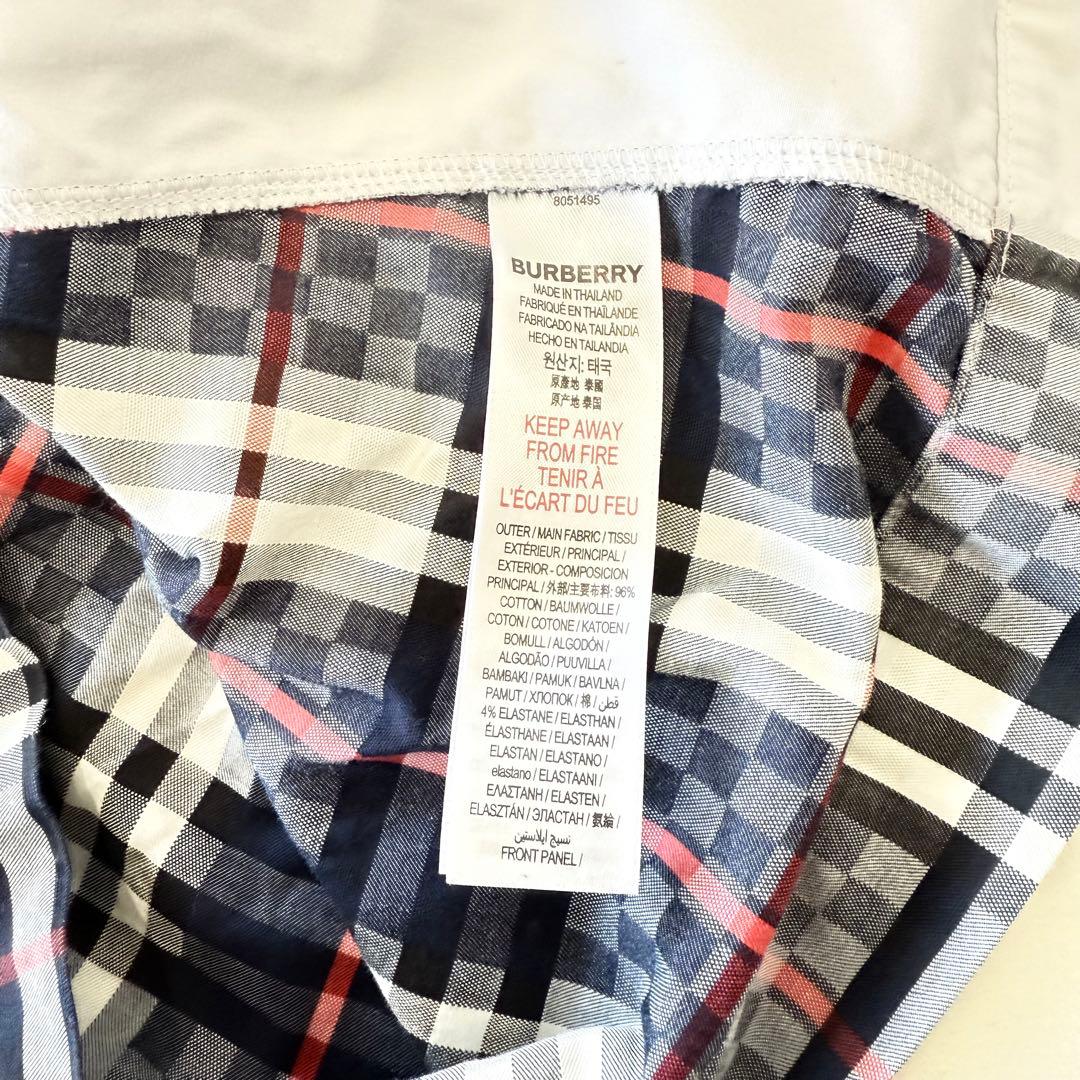 8051495
BURBERRY
MADE IN THAILAND
FABRIQUÉ EN THAÏLANDE
FABRICADO NA TAILÂNDIA
HECHO EN TAILANDIA
원산지: 태국
原產地 泰國
原产地 泰国
KEEP AWAY
FROM FIRE
TENIR À
L'ÉCART DU FEU
OUTER / MAIN FABRIC / TISSU
EXTÉRIEUR / PRINCIPAL /
EXTERIOR - COMPOSICION
PRINCIPAL / 外部/主要布料: 96%
COTTON / BAUMWOLLE /
COTON / COTONE / KATOEN /
BOMULL / ALGODÓN /
ALGODÃO / PUUVILLA /
BAMBAKI / PAMUK / BAVLNA /
PAMUT / ХЛОПОК / 棉 / قطن /
4% ELASTANE / ELASTHAN /
ÉLASTHANE / ELASTAAN /
ELASTAN / ELASTANO /
elastano / ELASTAANI /
ΕΛΑΣΤΑΝΗ / ELASTEN /
ELASZTÁN / ЭЛАСТАН / 氨綸 /
نسيج ايلاستين
FRONT PANEL /